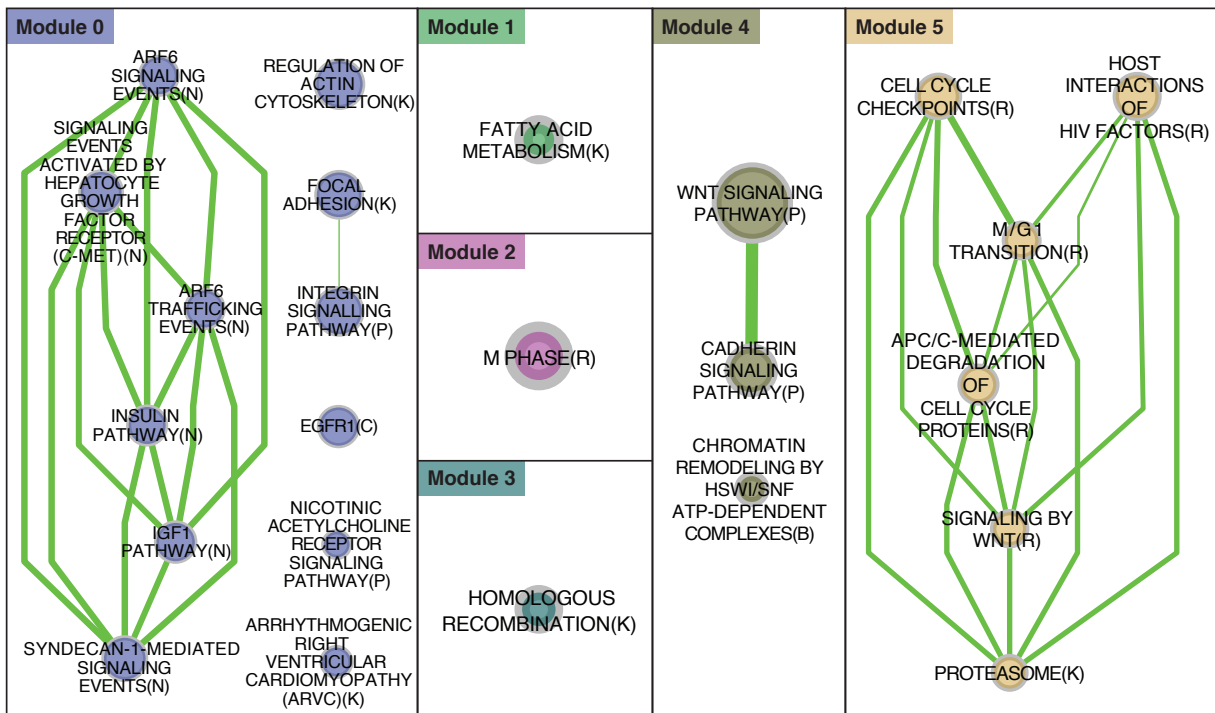 Module 0
ARF6
SIGNALING
EVENTS(N)
SIGNALING
EVENTS
ACTIVATED BY
HEPATOCYTE
GROWTH
FACTOR
RECEPTOR
(C-MET)(N)
ARF6
TRAFFICKING
EVENTS(N)
INSULIN
PATHWAY(N)
IGF1
PATHWAY(N)
SYNDECAN-1-MEDIATED
SIGNALING
EVENTS(N)
REGULATION OF
ACTIN
CYTOSKELETON(K)
FOCAL
ADHESION(K)
INTEGRIN
SIGNALLING
PATHWAY(P)
EGFR1(C)
NICOTINIC
ACETYLCHOLINE
RECEPTOR
SIGNALING
PATHWAY(P)
ARRHYTHMOGENIC
RIGHT
VENTRICULAR
CARDIOMYOPATHY
(ARVC)(K)
Module 1
FATTY ACID
METABOLISM(K)
Module 2
M PHASE(R)
Module 3
HOMOLOGOUS
RECOMBINATION(K)
Module 4
WNT SIGNALING
PATHWAY(P)
CADHERIN
SIGNALING
PATHWAY(P)
CHROMATIN
REMODELING BY
HSWI/SNF
ATP-DEPENDENT
COMPLEXES(B)
Module 5
CELL CYCLE
CHECKPOINTS(R)
HOST
INTERACTIONS
OF
HIV FACTORS(R)
M/G1
TRANSITION(R)
APC/C-MEDIATED
DEGRADATION
OF
CELL CYCLE
PROTEINS(R)
SIGNALING BY
WNT(R)
PROTEASOME(K)